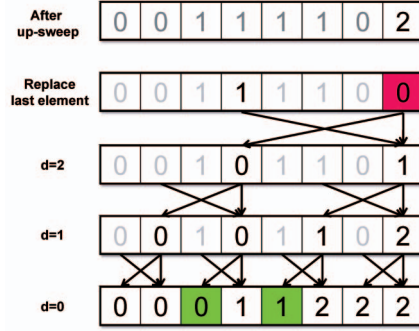 After
up-sweep
0 0 1 1 1 1 0 2
Replace
last element
0 0 1 1 1 1 0 0
d=2
0 0 1 0 1 1 0 1
d=1
0 0 1 0 1 1 0 2
d=0
0 0 0 1 1 2 2 2